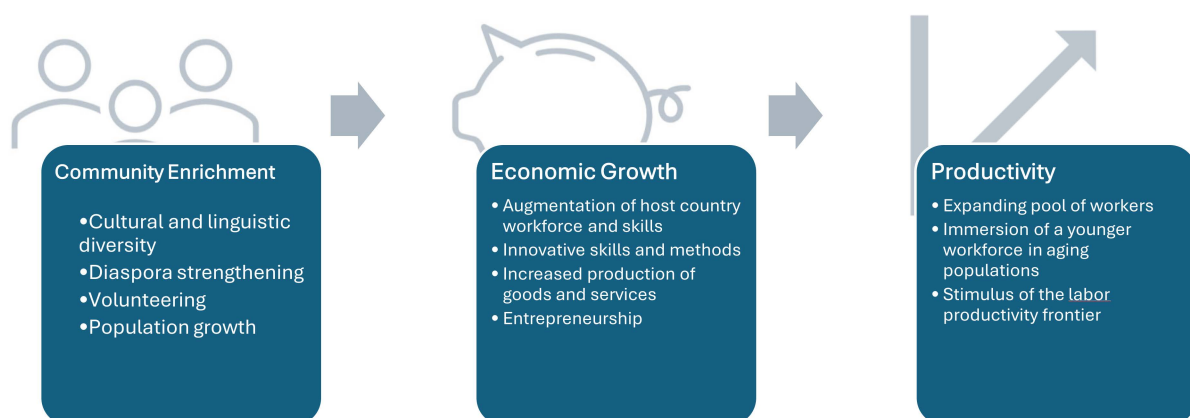 Community Enrichment
•Cultural and linguistic
diversity
•Diaspora strengthening
•Volunteering
•Population growth
Economic Growth
• Augmentation of host country
workforce and skills
• Innovative skills and methods
• Increased production of
goods and services
• Entrepreneurship
Productivity
• Expanding pool of workers
• Immersion of a younger
workforce in aging
populations
• Stimulus of the labor
productivity frontier